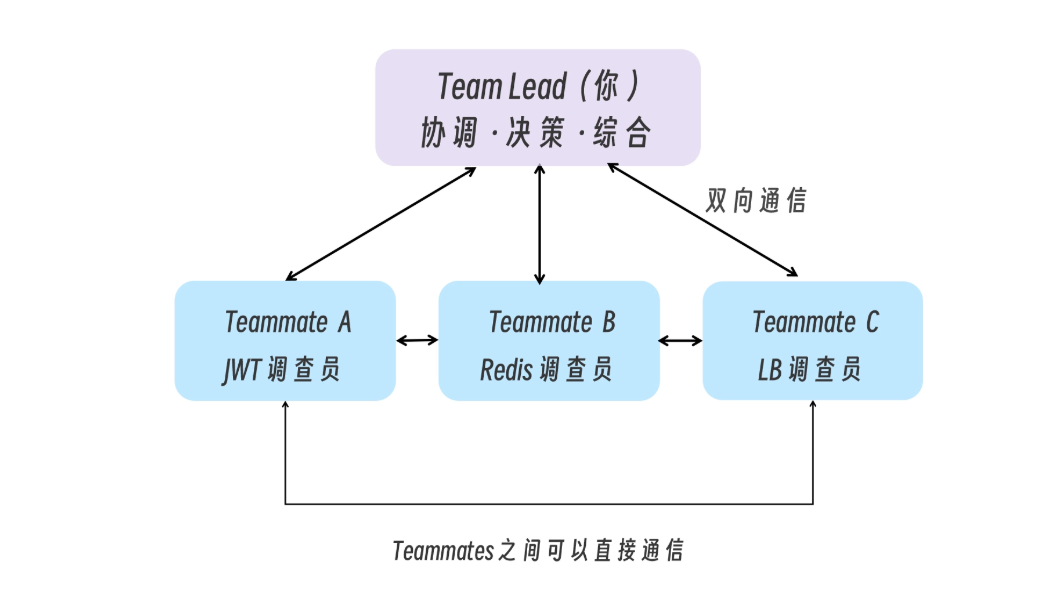 Team Lead（你）
协调·决策·综合
双向通信
Teammate A
JWT调查员
Teammate B
Redis调查员
Teammate C
LB调查员
Teammates之间可以直接通信